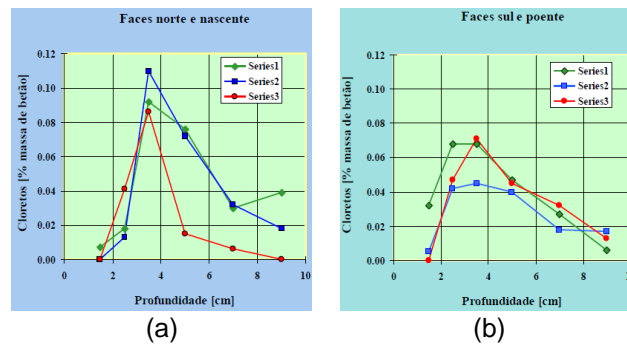 Faces norte e nascente
Cloretos [% massa de betão]
0.12
0.10
0.08
0.06
0.04
0.02
0.00
0 2 4 6 8 10
Profundidade [cm]
Series1
Series2
Series3
(a)
Faces sul e poente
Cloretos [% massa de betão]
0.12
0.10
0.08
0.06
0.04
0.02
0.00
0 2 4 6 8
Profundidade [cm]
Series1
Series2
Series3
(b)